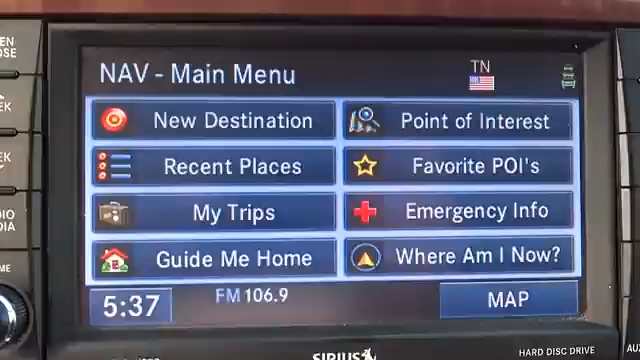 NAV - Main Menu
TN
New Destination
Point of Interest
Recent Places
Favorite POI's
My Trips
Emergency Info
Guide Me Home
Where Am I Now?
5:37
FM 106.9
MAP
SIRIUS
HARD DISC DRIVE